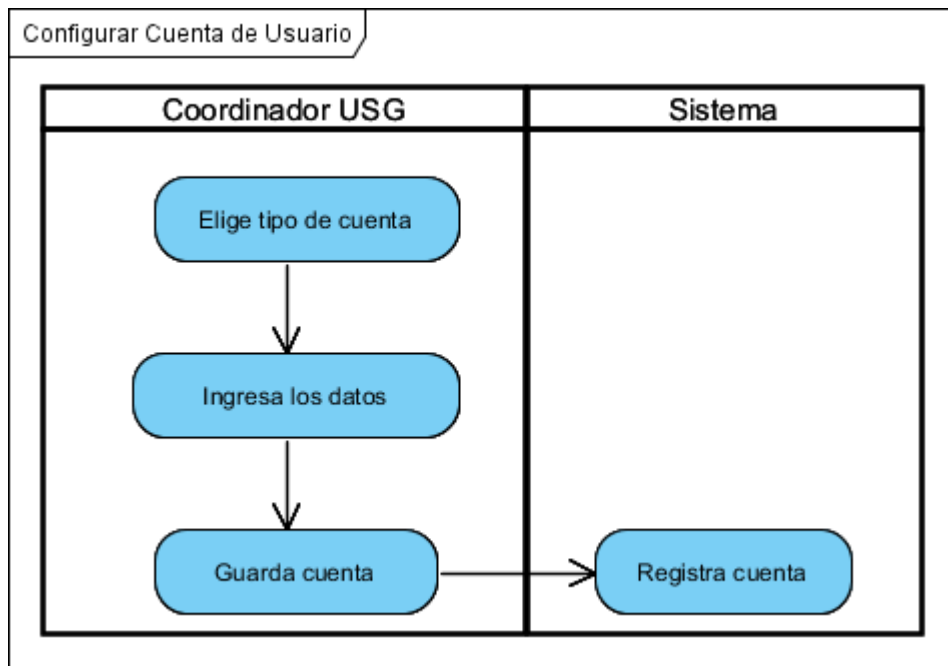 Configurar Cuenta de Usuario
Coordinador USG
Sistema
Elige tipo de cuenta
Ingresa los datos
Guarda cuenta
Registra cuenta